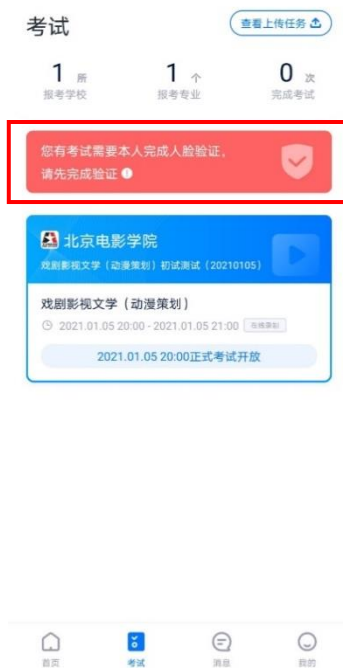 考试
查看上传任务
1 所
1 个
0 次
报考学校
报考专业
完成考试
您有考试需要本人完成人脸验证,
请先完成验证
北京电影学院
戏剧影视文学（动漫策划）初试测试（20210105）
戏剧影视文学（动漫策划）
2021.01.05 20:00 - 2021.01.05 21:00
2021.01.05 20:00正式考试开放
首页
考试
消息
我的